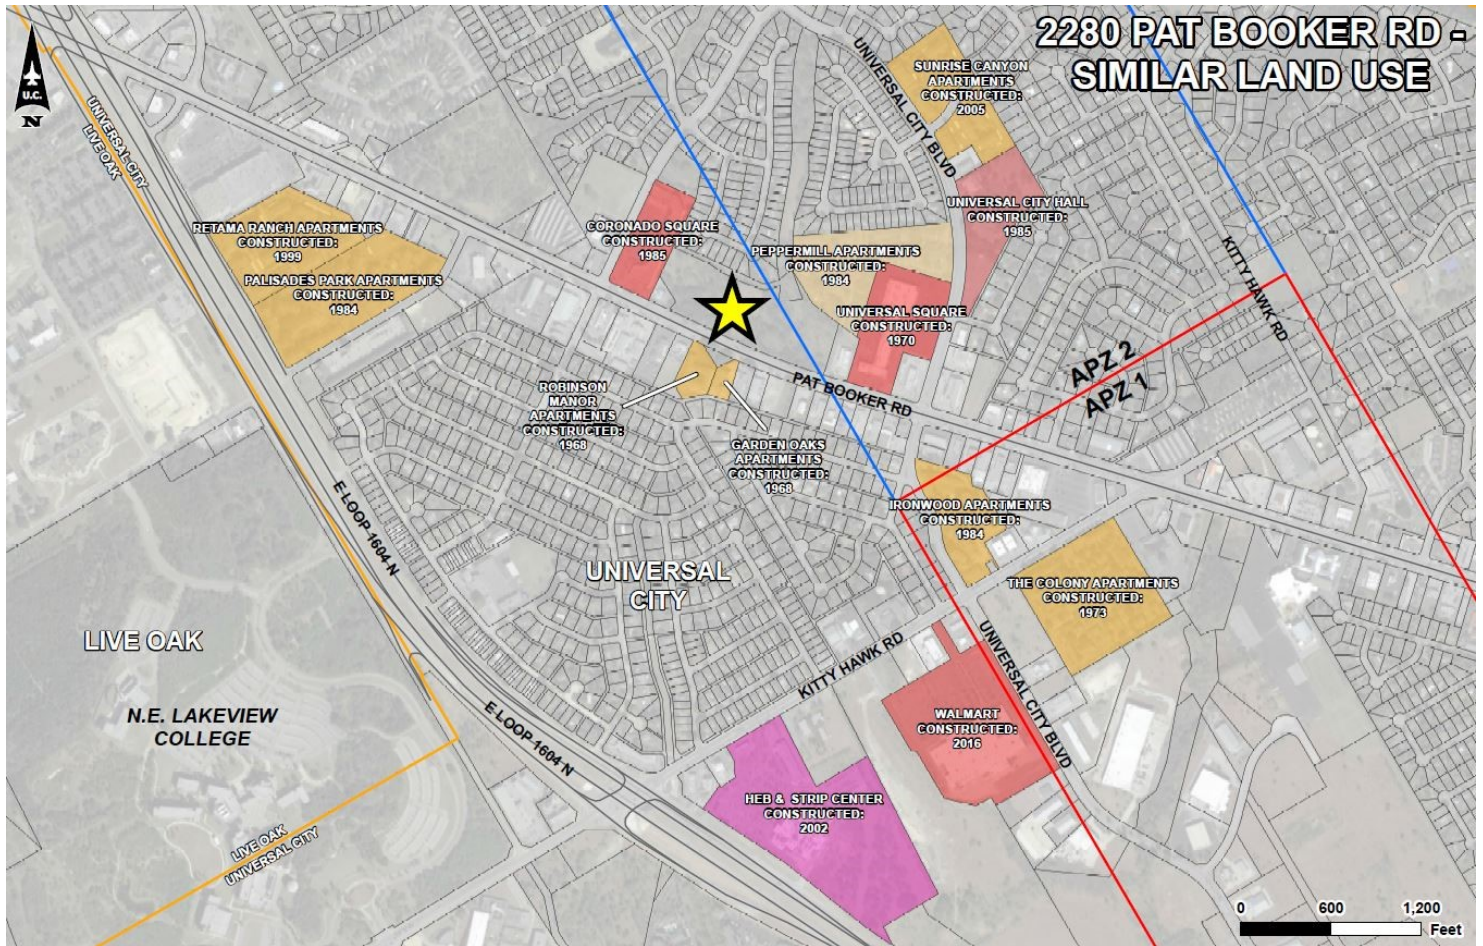 2280 PAT BOOKER RD -
SIMILAR LAND USE
U.C.
N
UNIVERSAL CITY
LIVE OAK
UNIVERSAL CITY BLVD
SUNRISE CANYON
APARTMENTS
CONSTRUCTED:
2005
RETAMA RANCH APARTMENTS
CONSTRUCTED:
1999
PALISADES PARK APARTMENTS
CONSTRUCTED:
1984
CORONADO SQUARE
CONSTRUCTED:
1985
UNIVERSAL CITY HALL
CONSTRUCTED:
1985
PEPPERMILL APARTMENTS
CONSTRUCTED:
1984
UNIVERSAL SQUARE
CONSTRUCTED:
1970
KITTY HAWK RD
APZ 2
APZ 1
PAT BOOKER RD
ROBINSON
MANOR
APARTMENTS
CONSTRUCTED:
1968
GARDEN OAKS
APARTMENTS
CONSTRUCTED:
1968
IRONWOOD APARTMENTS
CONSTRUCTED:
1984
THE COLONY APARTMENTS
CONSTRUCTED:
1973
E LOOP 1604 N
UNIVERSAL
CITY
LIVE OAK
N.E. LAKEVIEW
COLLEGE
KITTY HAWK RD
UNIVERSAL CITY BLVD
E LOOP 1604 N
WALMART
CONSTRUCTED:
2016
HEB & STRIP CENTER
CONSTRUCTED:
2002
LIVE OAK
UNIVERSAL CITY
0 600 1,200
Feet